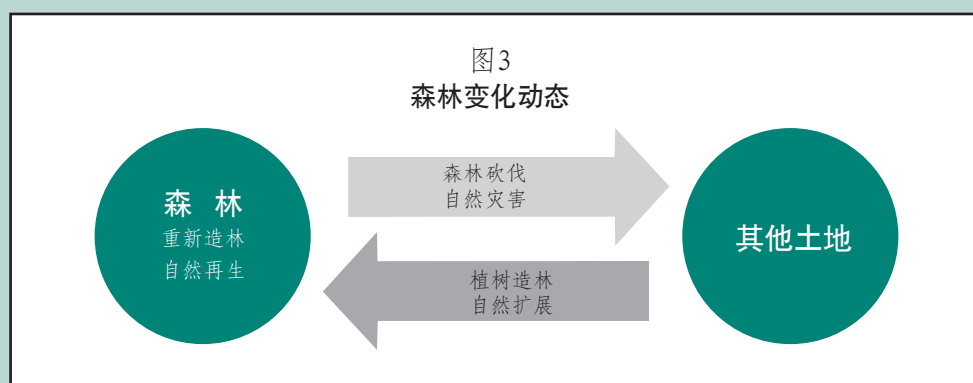 图3
森林变化动态
森 林
重新造林
自然再生
森林砍伐
自然灾害
植树造林
自然扩展
其他土地